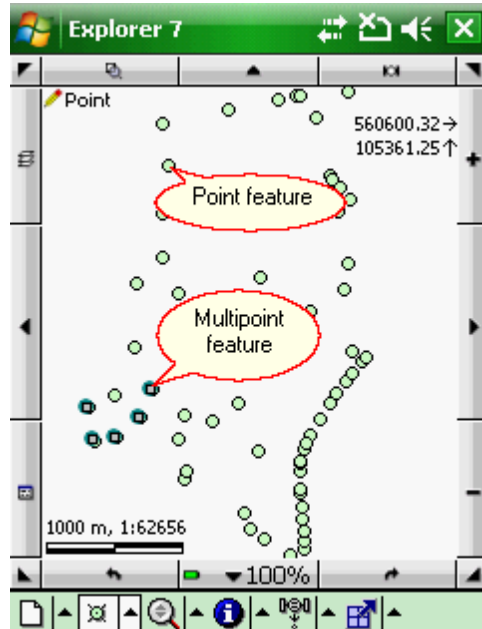 Explorer 7
Point
560600.32→
105361.25↑
Point feature
Multipoint
feature
1000 m, 1:62656
100%